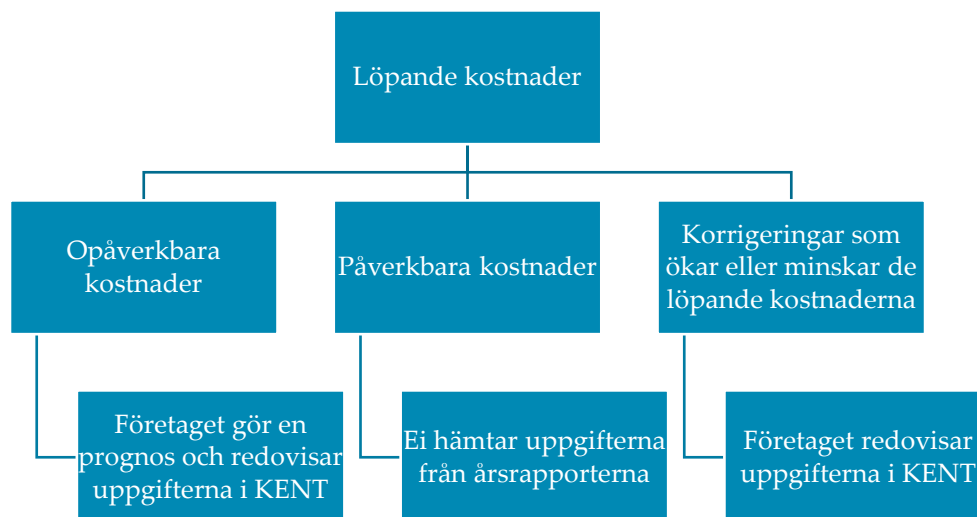 Löpande kostnader
Opåverkbara
kostnader
Påverkbara kostnader
Korrigeringar som
ökar eller minskar de
löpande kostnaderna
Företaget gör en
prognos och redovisar
uppgifterna i KENT
Ei hämtar uppgifterna
från årsrapporterna
Företaget redovisar
uppgifterna i KENT